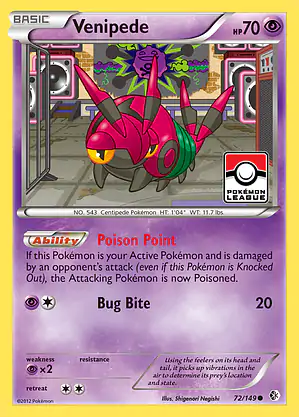 BASIC Venipede HP70
POKÉMON
LEAGUE
NO. 543 Centipede Pokémon. HT: 1'04" WT: 11.7 lbs
Ability Poison Point
If this Pokémon is your Active Pokémon and is damaged
by an opponent's attack (even if this Pokémon is Knocked
Out), the Attacking Pokémon is now Poisoned.
Bug Bite 20
weakness resistance
×2
retreat
Using the feelers on its head and
tail, it picks up vibrations in the
air to determine its prey's location
and state.
©2012 Pokémon Illus. Shigenori Negishi 72/149